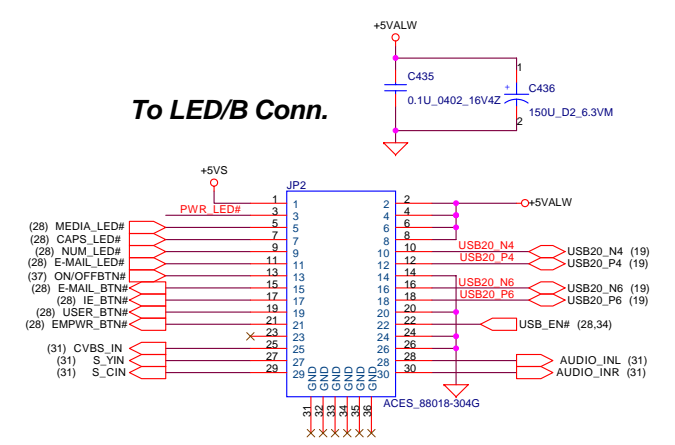 +5VALW
1
C435
0.1U_0402_16V4Z
+
C436
150U_D2_6.3VM
2
To LED/B Conn.
+5VS
JP2
1 1 2 2 +5VALW
PWR_LED# 3 3 4 4
(28) MEDIA_LED# 5 5 6 6
(28) CAPS_LED# 7 7 8 8
(28) NUM_LED# 9 9 10 10 USB20_N4 USB20_N4 (19)
(28) E-MAIL_LED# 11 11 12 12 USB20_P4 USB20_P4 (19)
(37) ON/OFFBTN# 13 13 14 14
(28) E-MAIL_BTN# 15 15 16 16 USB20_N6 USB20_N6 (19)
(28) IE_BTN# 17 17 18 18 USB20_P6 USB20_P6 (19)
(28) USER_BTN# 19 19 20 20
(28) EMPWR_BTN# 21 21 22 22 USB_EN# (28,34)
23 23 24 24
(31) CVBS_IN 25 25 26 26
(31) S_YIN 27 27 28 28 AUDIO_INL (31)
(31) S_CIN 29 29 30 30 AUDIO_INR (31)
GND GND GND GND GND GND
31 32 33 34 35 36
ACES_88018-304G